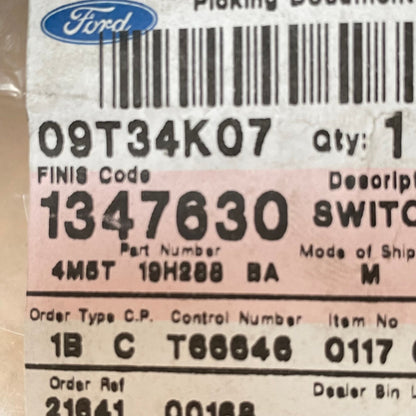 Picking Document
Ford
09T34K07 Qty: 1
FINIS Code Descript
1347630 SWITC
Part Number Mode of Ship
4M5T 19H288 BA M
Order Type C.P. Control Number Item No
1B C T66646 0117
Order Ref Dealer Bin L
21641 00168